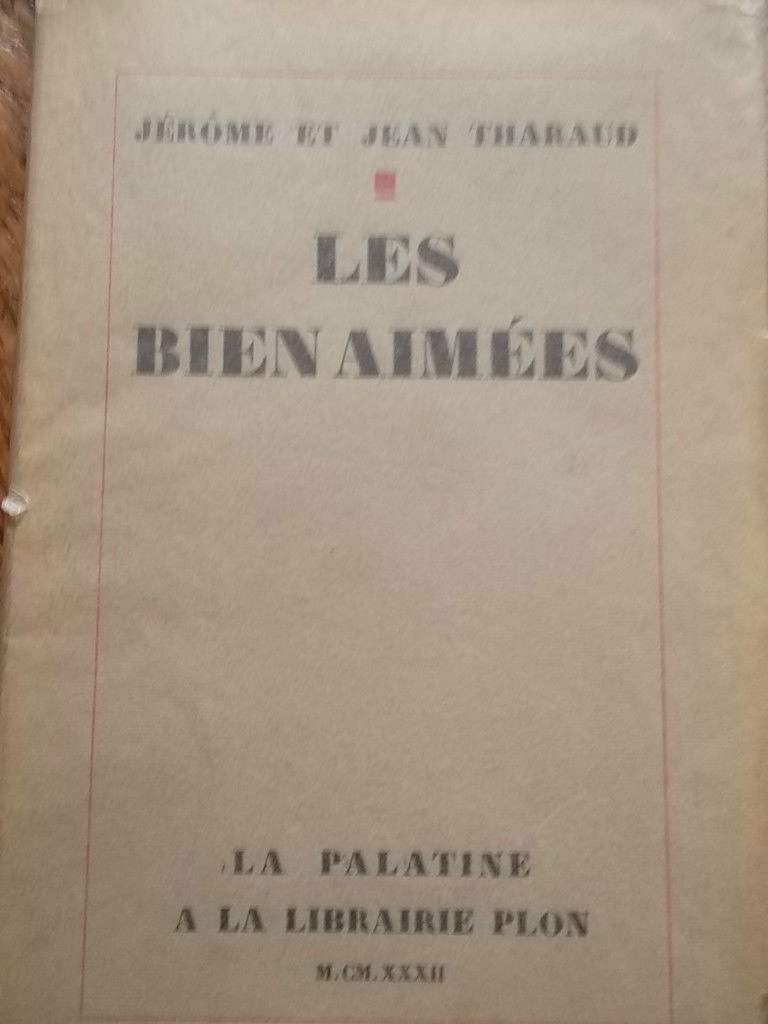 JÉRÔME ET JEAN THARAUD
LES
BIEN AIMÉES
LA PALATINE
A LA LIBRAIRIE PLON
M.CM.XXXII